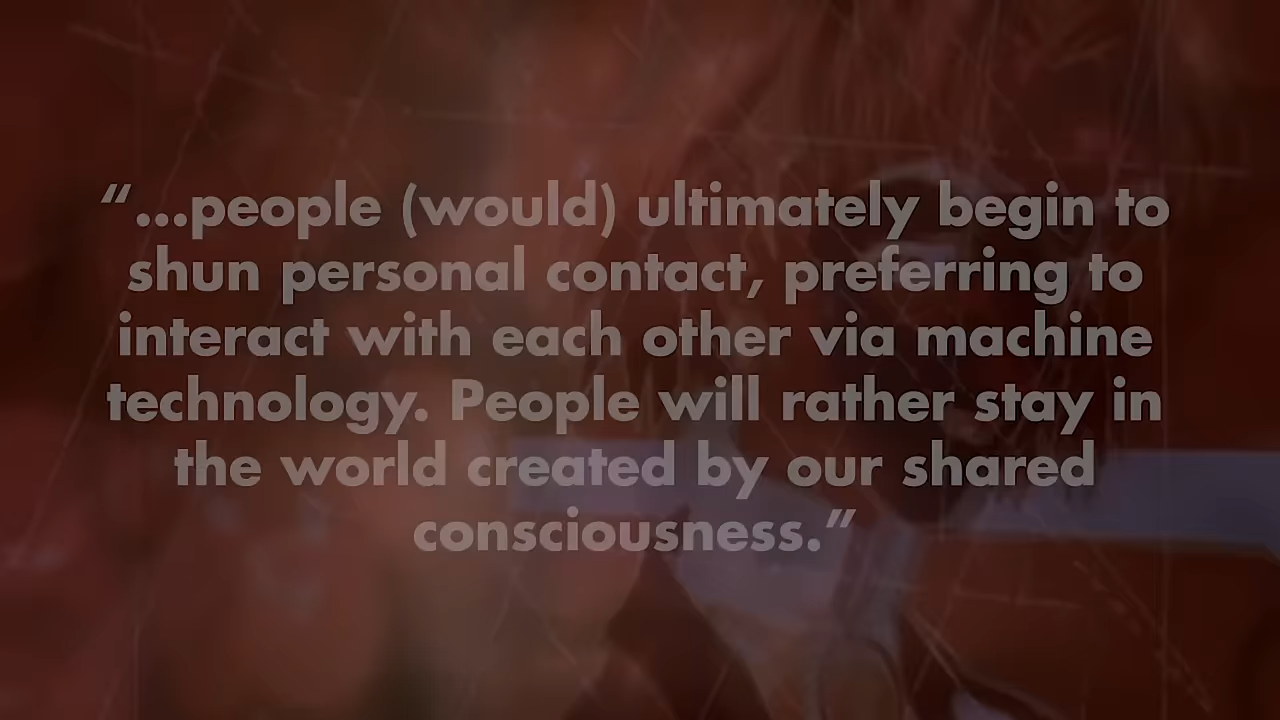 “...people (would) ultimately begin to
shun personal contact, preferring to
interact with each other via machine
technology. People will rather stay in
the world created by our shared
consciousness.”